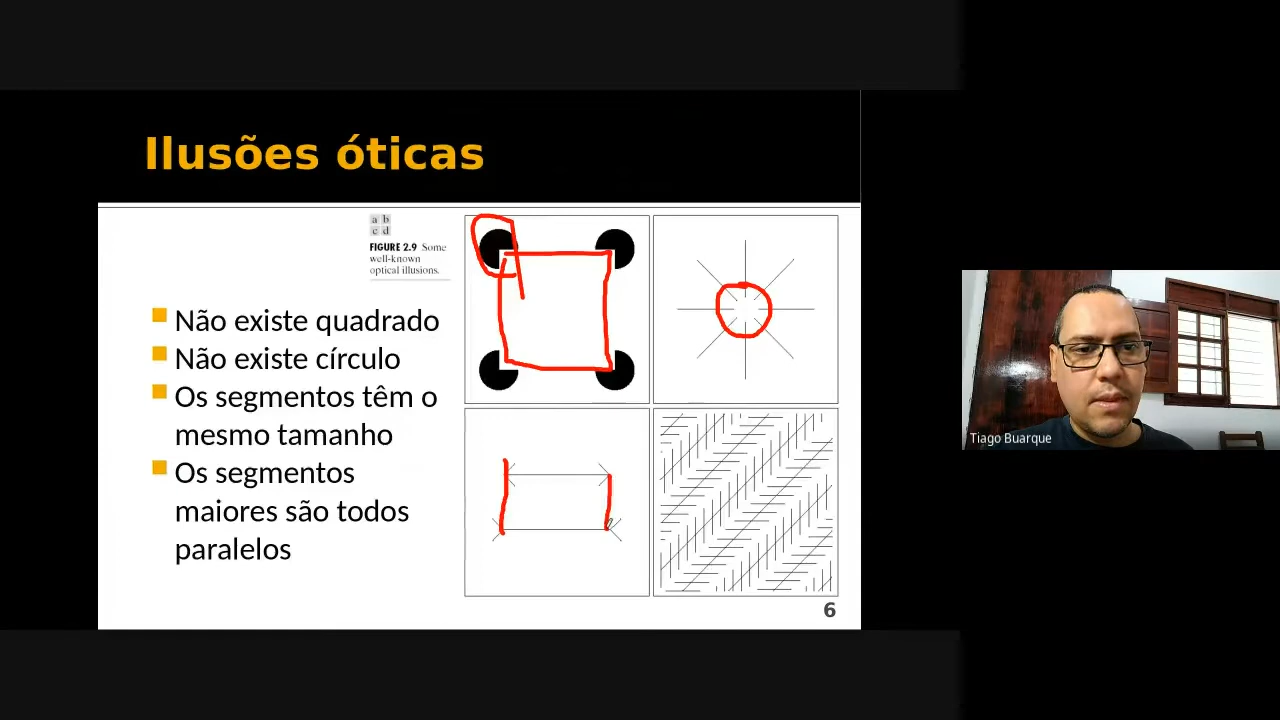 Ilusões óticas
a b
c d
FIGURE 2.9 Some
well-known
optical illusions.
Não existe quadrado
Não existe círculo
Os segmentos têm o
mesmo tamanho
Os segmentos
maiores são todos
paralelos
6
Tiago Buarque